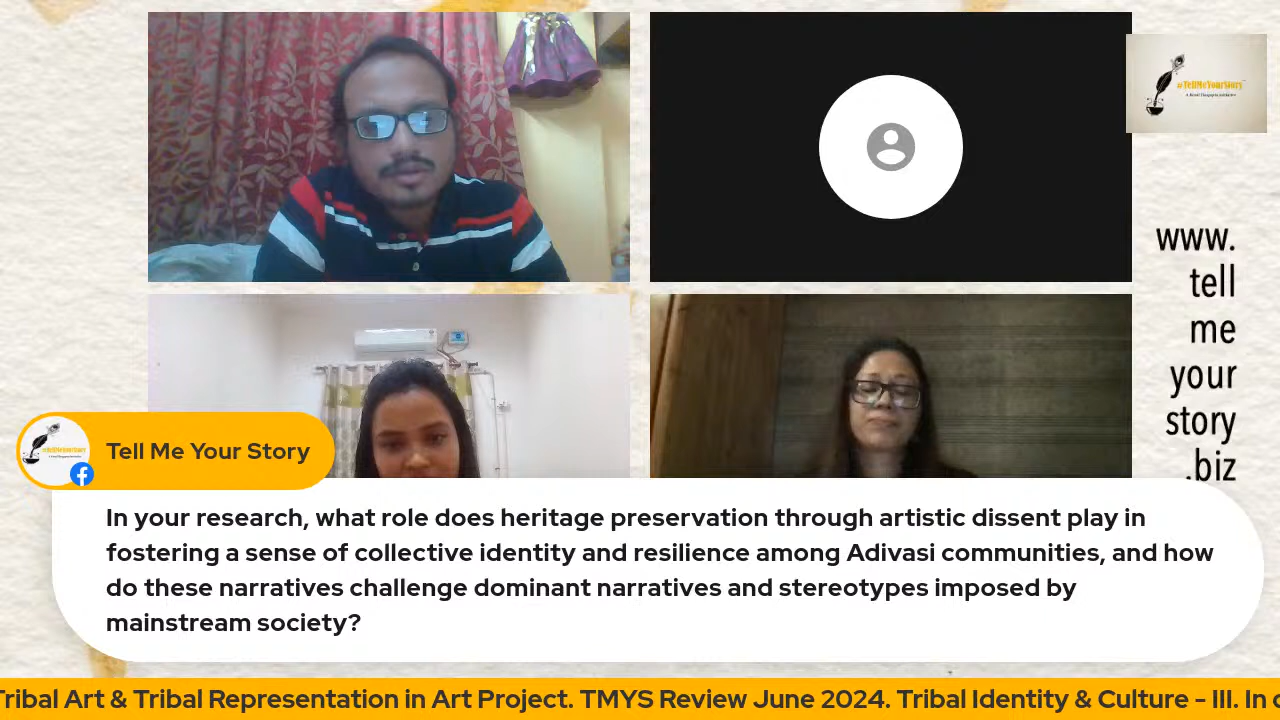 #TellMeYourStory
www.
tell
me
your
story
.biz
Tell Me Your Story
In your research, what role does heritage preservation through artistic dissent play in
fostering a sense of collective identity and resilience among Adivasi communities, and how
do these narratives challenge dominant narratives and stereotypes imposed by
mainstream society?
Tribal Art & Tribal Representation in Art Project. TMYS Review June 2024. Tribal Identity & Culture - III. In